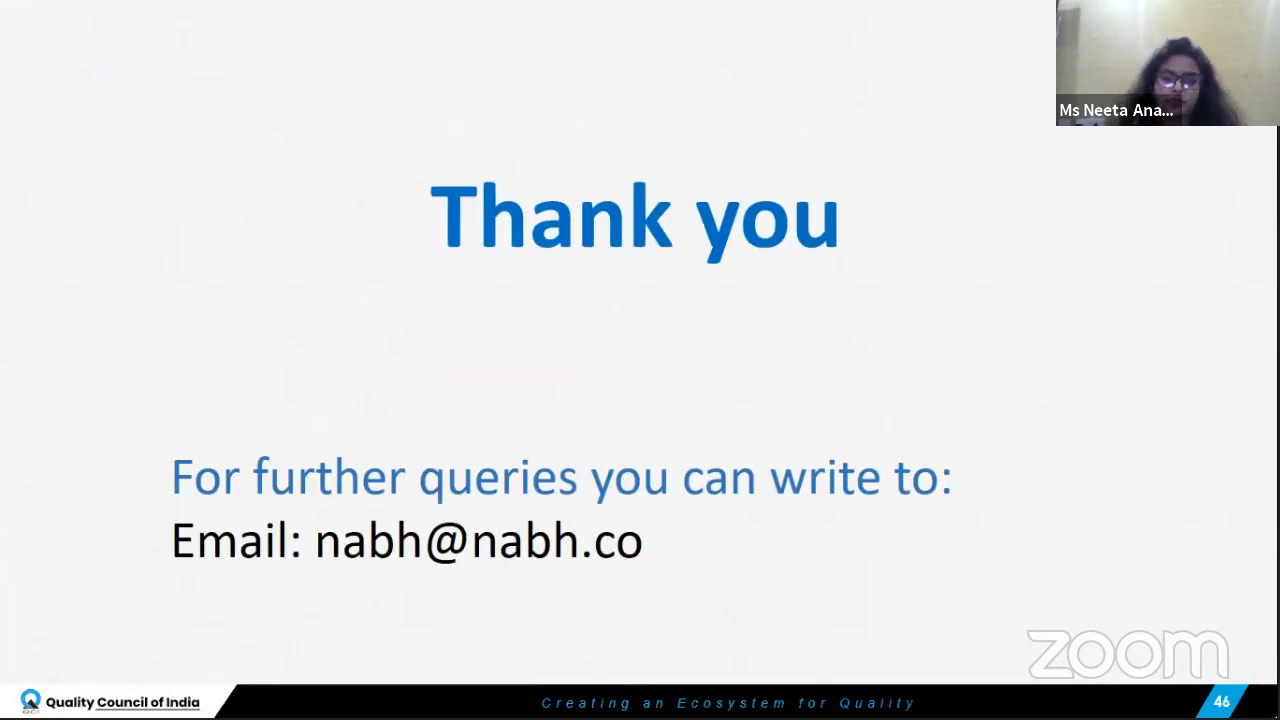 Ms Neeta Ana...
Thank you
For further queries you can write to:
Email: nabh@nabh.co
zoom
Quality Council of India
Creating an Ecosystem for Quality
46